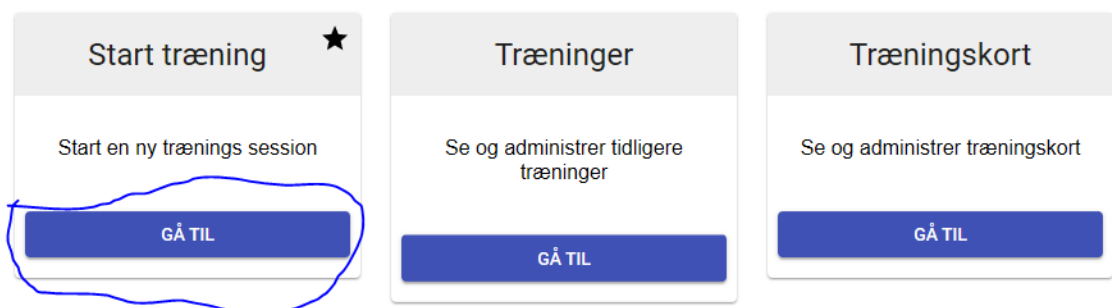 Start træning
Start en ny trænings session
GÅ TIL
Træninger
Se og administrer tidligere
træninger
GÅ TIL
Træningskort
Se og administrer træningskort
GÅ TIL